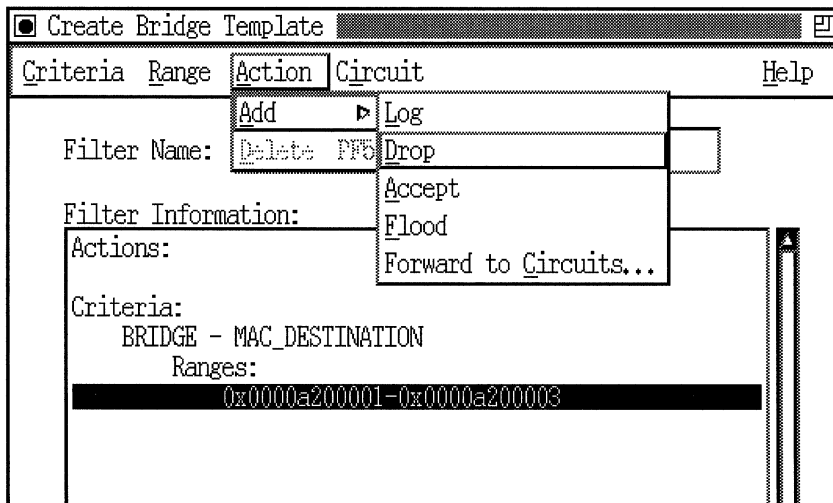 Create Bridge Template
Criteria Range Action Circuit Help
Add Log
Filter Name: Delete PF5 Drop
Accept
Filter Information: Flood
Actions: Forward to Circuits...
Criteria:
BRIDGE - MAC_DESTINATION
Ranges:
0x0000a200001-0x0000a200003